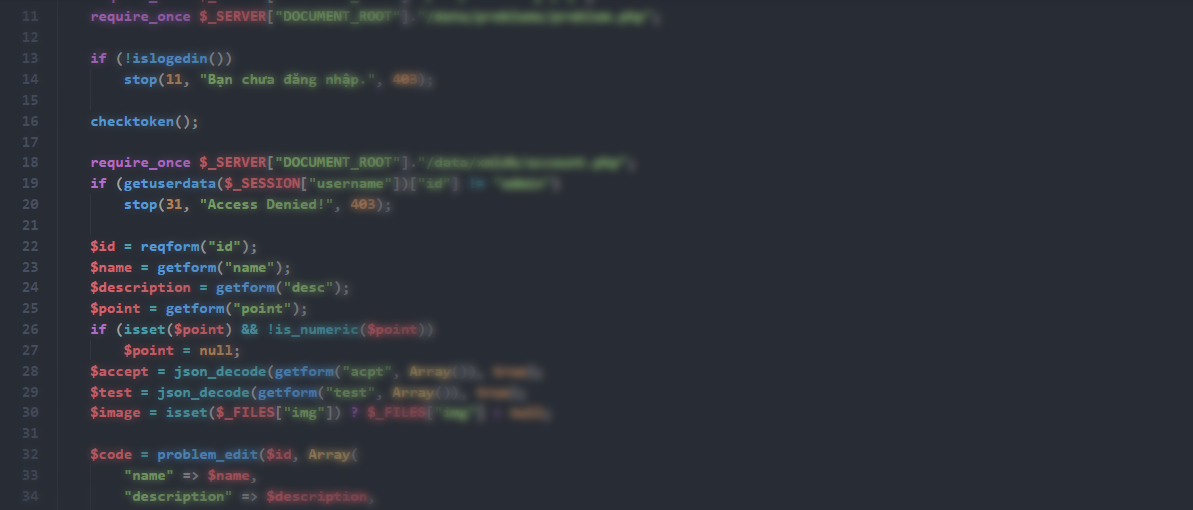 11 require_once $_SERVER["DOCUMENT_ROOT"]."/data/problems/problem.php";
12
13 if (!islogedin())
14 stop(11, "Bạn chưa đăng nhập.", 403);
15
16 checktoken();
17
18 require_once $_SERVER["DOCUMENT_ROOT"]."/data/
19 if (getuserdata($_SESSION["username"])["id"] != "admin")
20 stop(31, "Access Denied!", 403);
21
22 $id = reqform("id");
23 $name = getform("name");
24 $description = getform("desc");
25 $point = getform("point");
26 if (isset($point) && !is_numeric($point))
27 $point = null;
28 $accept = json_decode(getform("acpt", Array()), true);
29 $test = json_decode(getform("test", Array()), true);
30 $image = isset($_FILES["img"]) ? $_FILES["img"] : null;
31
32 $code = problem_edit($id, Array(
33 "name" => $name,
34 "description" => $description,